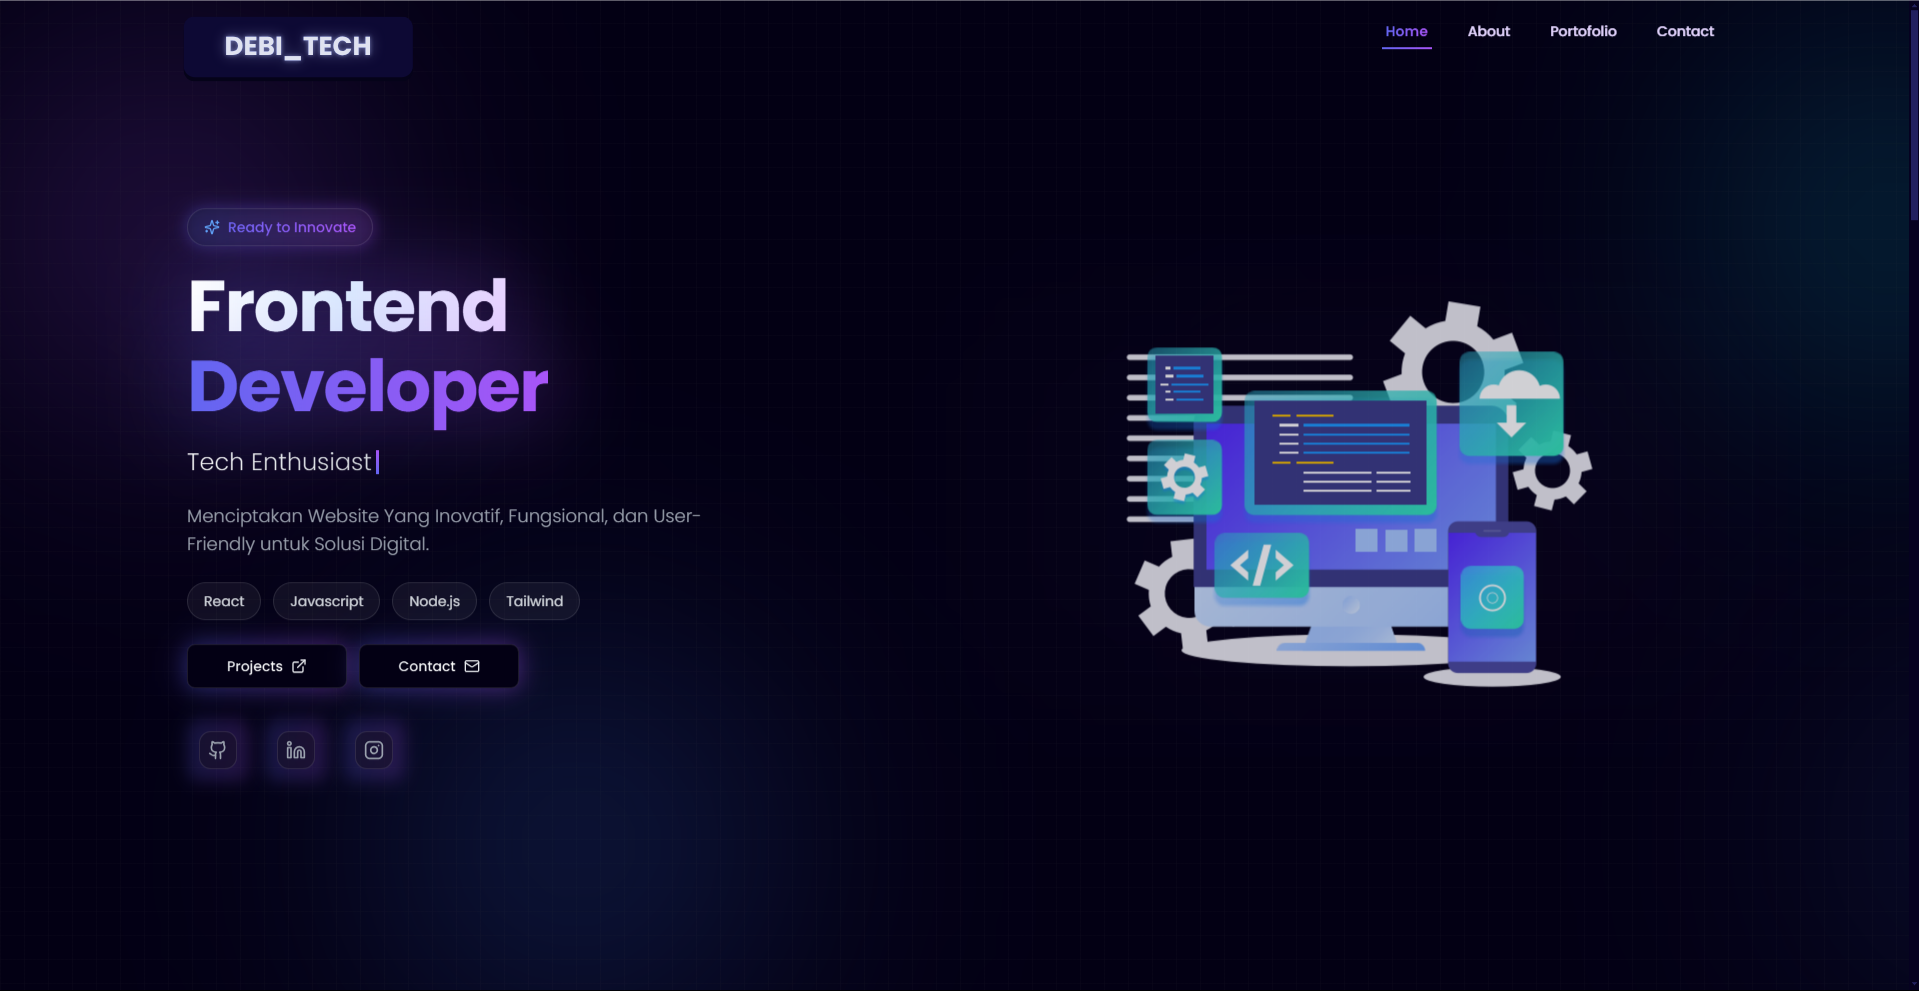 DEBI_TECH
Home About Portofolio Contact
Ready to Innovate
Frontend
Developer
Tech Enthusiast
Menciptakan Website Yang Inovatif, Fungsional, dan User-
Friendly untuk Solusi Digital.
React Javascript Node.js Tailwind
Projects Contact